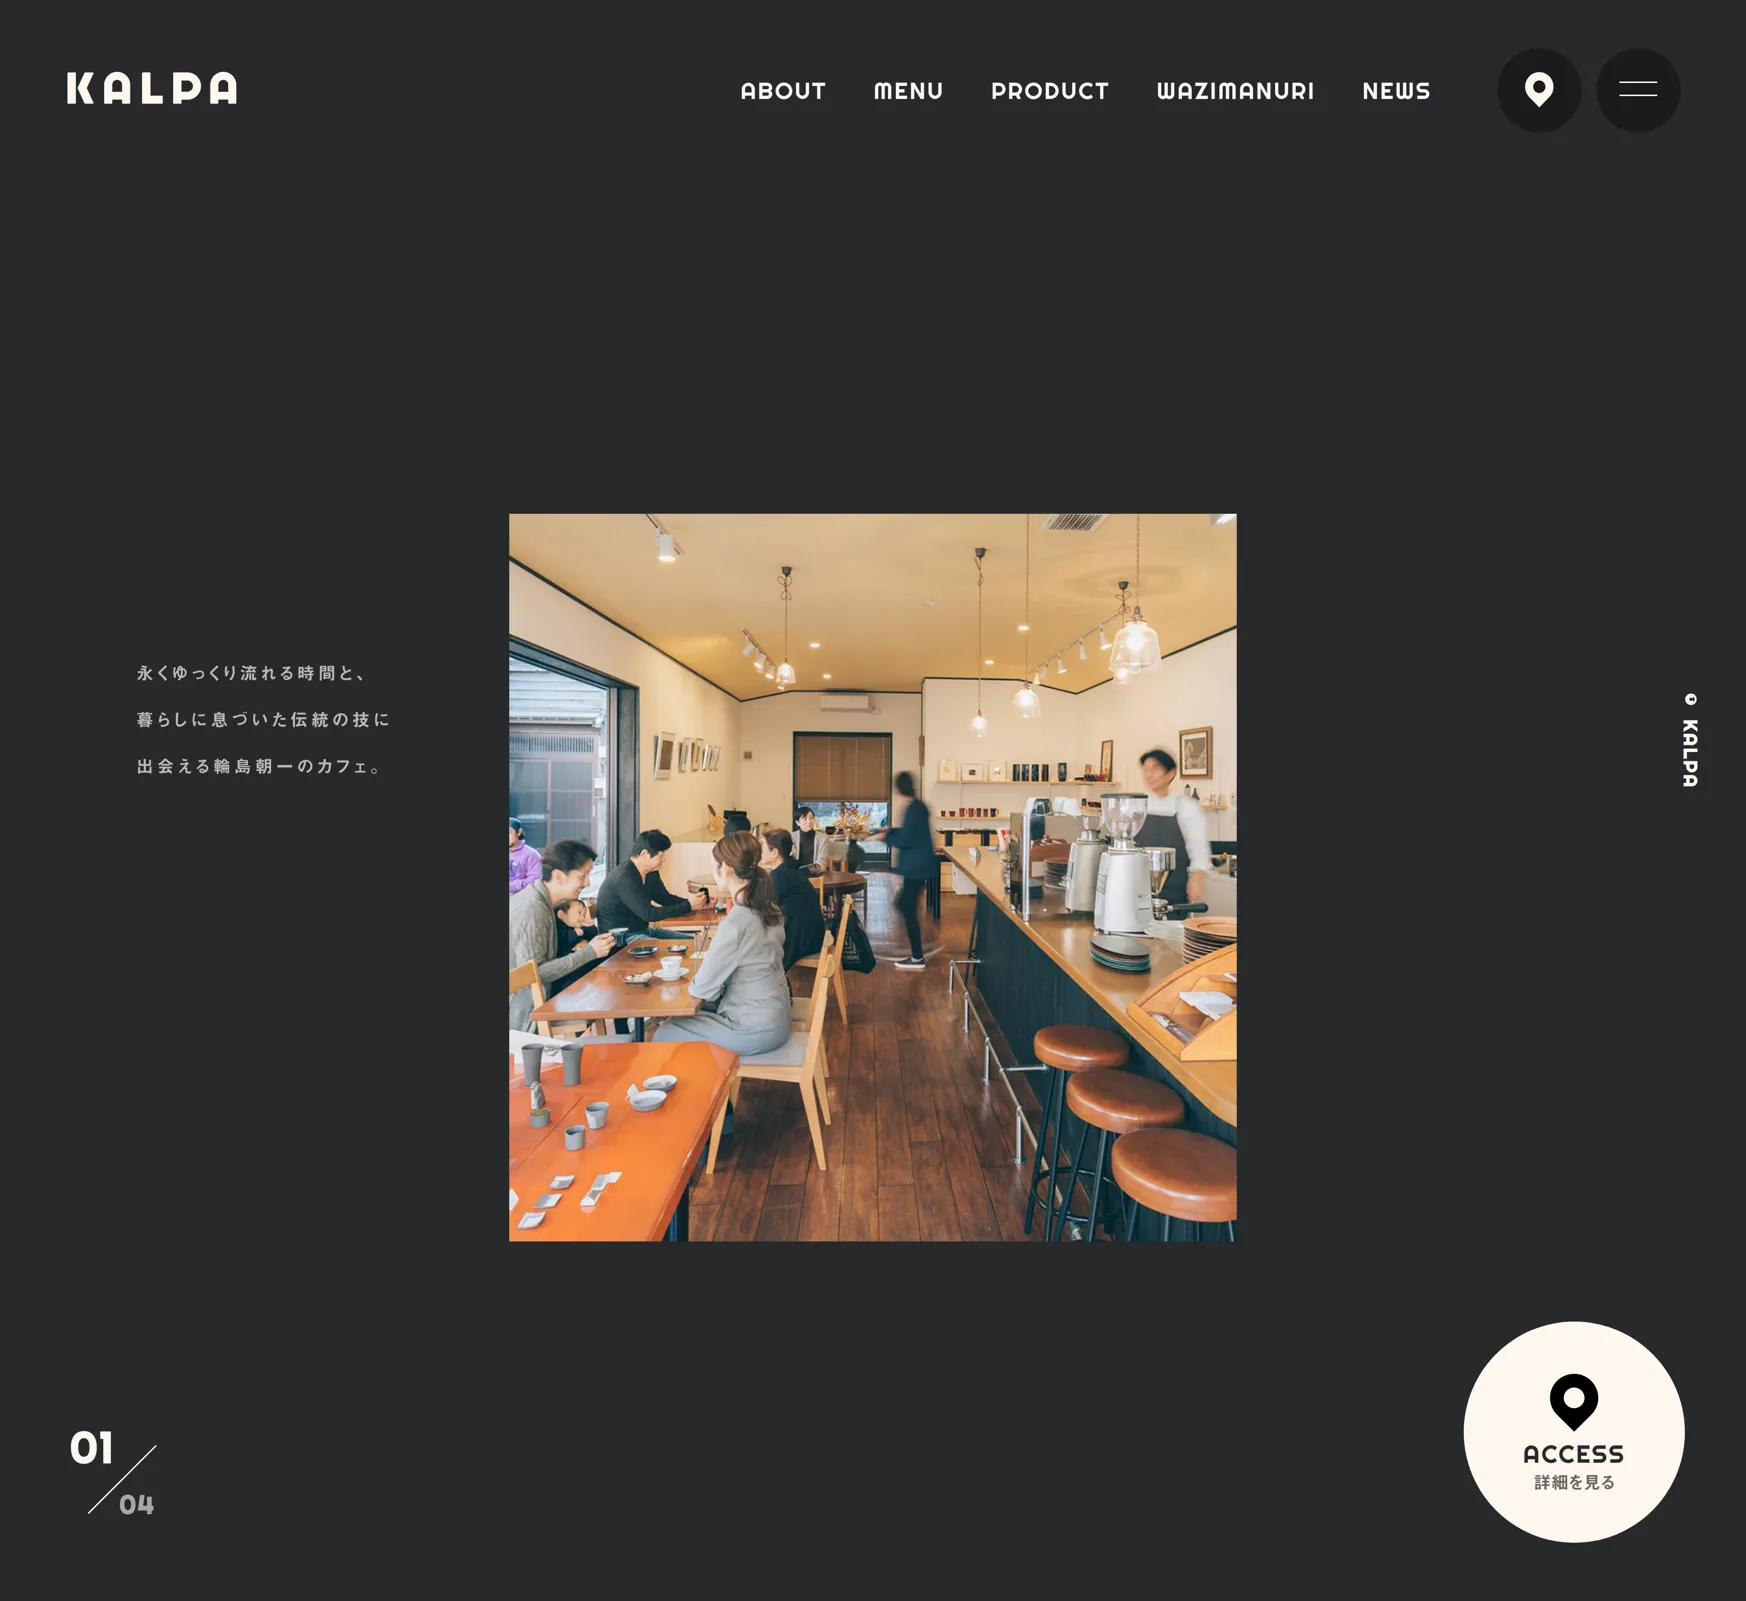 KALPA
ABOUT MENU PRODUCT WAZIMANURI NEWS
永くゆっくり流れる時間と、
暮らしに息づいた伝統の技に
出会える輪島朝一のカフェ。
KALPA
01
04
ACCESS
詳細を見る